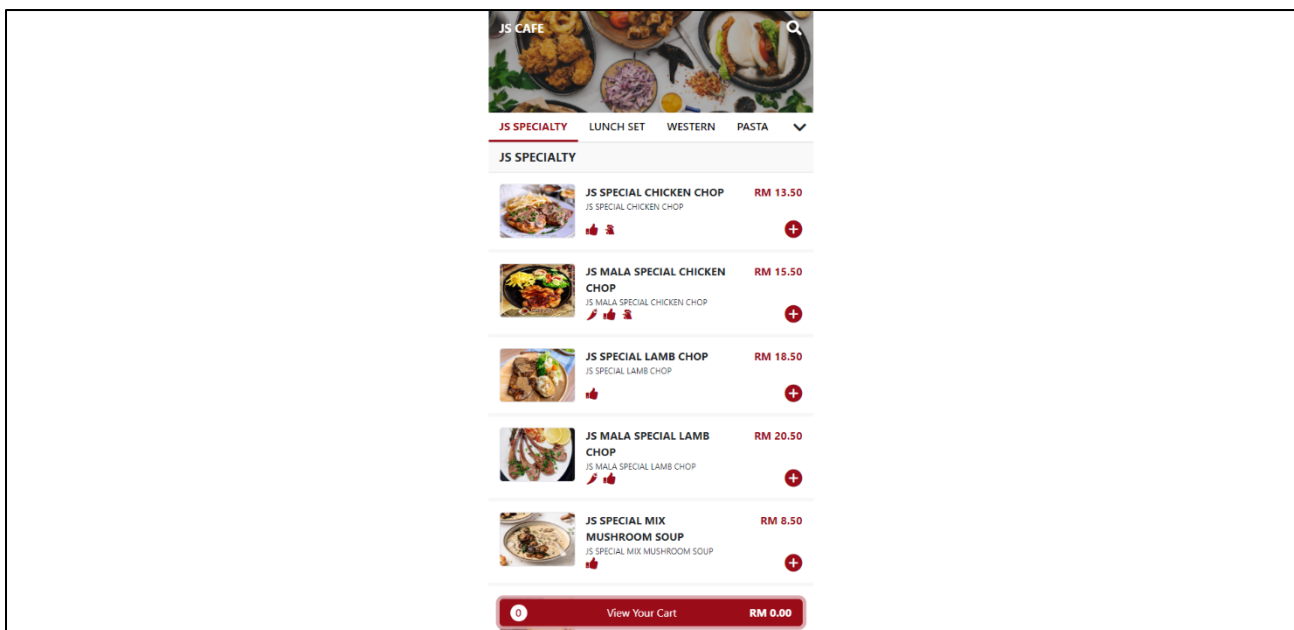 JS CAFE
JS SPECIALTY LUNCH SET WESTERN PASTA
JS SPECIALTY
JS SPECIAL CHICKEN CHOP RM 13.50
JS SPECIAL CHICKEN CHOP
JS MALA SPECIAL CHICKEN RM 15.50
CHOP
JS MALA SPECIAL CHICKEN CHOP
JS SPECIAL LAMB CHOP RM 18.50
JS SPECIAL LAMB CHOP
JS MALA SPECIAL LAMB RM 20.50
CHOP
JS MALA SPECIAL LAMB CHOP
JS SPECIAL MIX RM 8.50
MUSHROOM SOUP
JS SPECIAL MIX MUSHROOM SOUP
0 View Your Cart RM 0.00